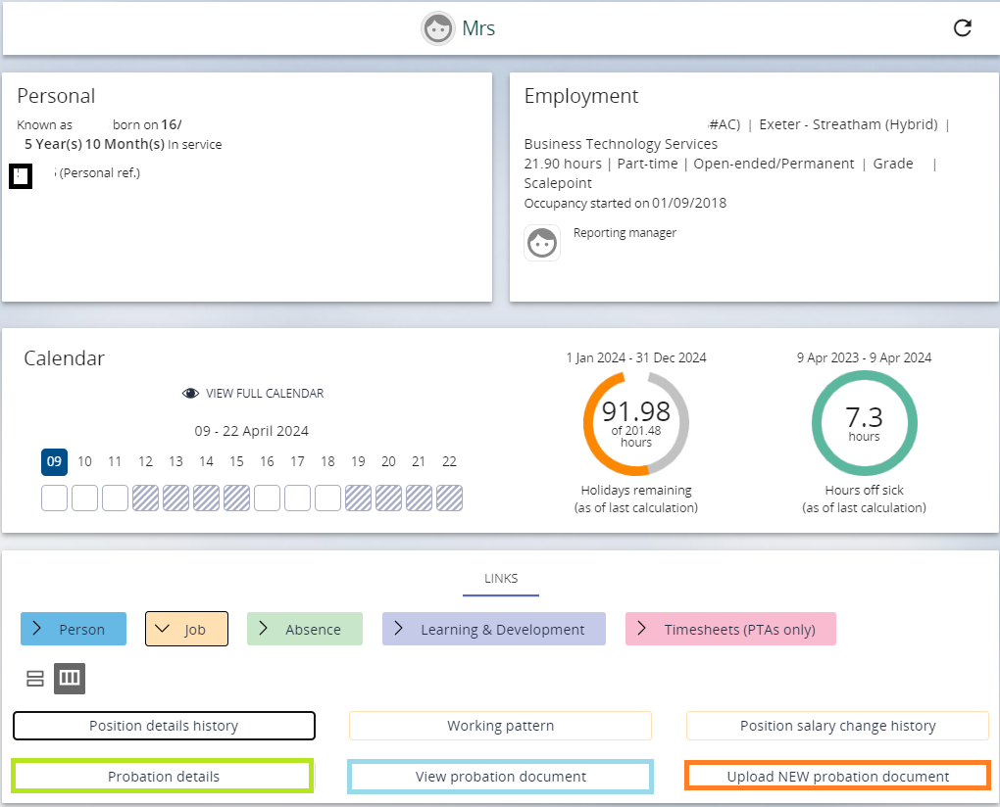 Mrs
Personal
Known as born on 16/
5 Year(s) 10 Month(s) In service
(Personal ref.)
Employment
#AC) | Exeter - Streatham (Hybrid) |
Business Technology Services
21.90 hours | Part-time | Open-ended/Permanent | Grade |
Scalepoint
Occupancy started on 01/09/2018
Reporting manager
Calendar
VIEW FULL CALENDAR
09 - 22 April 2024
09 10 11 12 13 14 15 16 17 18 19 20 21 22
1 Jan 2024 - 31 Dec 2024
91.98
of 201.48
hours
Holidays remaining
(as of last calculation)
9 Apr 2023 - 9 Apr 2024
7.3
hours
Hours off sick
(as of last calculation)
LINKS
Person Job Absence Learning & Development Timesheets (PTAs only)
Position details history Working pattern Position salary change history
Probation details View probation document Upload NEW probation document